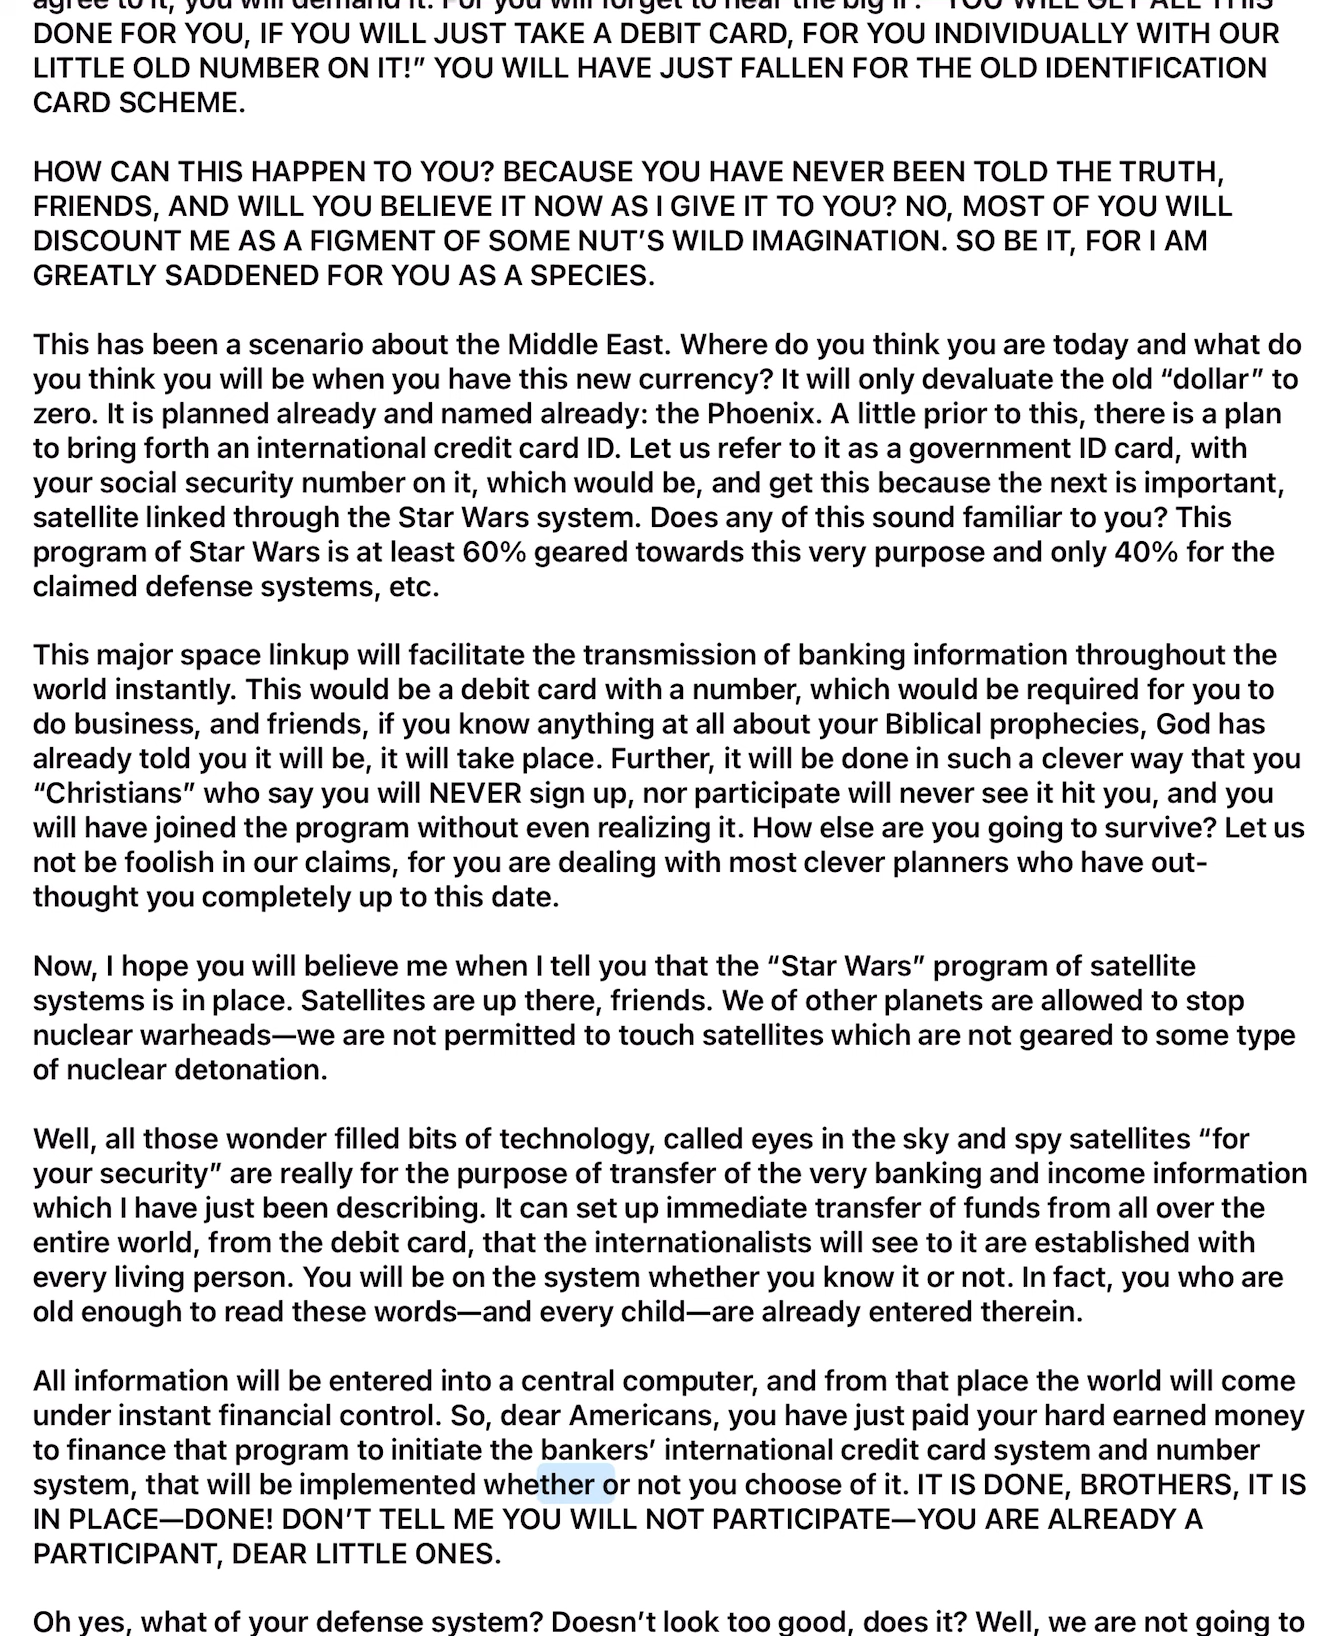 agree to it, you will demand it. For you will forget to hear the big if: “YOU WILL GET ALL THIS
DONE FOR YOU, IF YOU WILL JUST TAKE A DEBIT CARD, FOR YOU INDIVIDUALLY WITH OUR
LITTLE OLD NUMBER ON IT!” YOU WILL HAVE JUST FALLEN FOR THE OLD IDENTIFICATION
CARD SCHEME.
HOW CAN THIS HAPPEN TO YOU? BECAUSE YOU HAVE NEVER BEEN TOLD THE TRUTH,
FRIENDS, AND WILL YOU BELIEVE IT NOW AS I GIVE IT TO YOU? NO, MOST OF YOU WILL
DISCOUNT ME AS A FIGMENT OF SOME NUT’S WILD IMAGINATION. SO BE IT, FOR I AM
GREATLY SADDENED FOR YOU AS A SPECIES.
This has been a scenario about the Middle East. Where do you think you are today and what do
you think you will be when you have this new currency? It will only devaluate the old “dollar” to
zero. It is planned already and named already: the Phoenix. A little prior to this, there is a plan
to bring forth an international credit card ID. Let us refer to it as a government ID card, with
your social security number on it, which would be, and get this because the next is important,
satellite linked through the Star Wars system. Does any of this sound familiar to you? This
program of Star Wars is at least 60% geared towards this very purpose and only 40% for the
claimed defense systems, etc.
This major space linkup will facilitate the transmission of banking information throughout the
world instantly. This would be a debit card with a number, which would be required for you to
do business, and friends, if you know anything at all about your Biblical prophecies, God has
already told you it will be, it will take place. Further, it will be done in such a clever way that you
“Christians” who say you will NEVER sign up, nor participate will never see it hit you, and you
will have joined the program without even realizing it. How else are you going to survive? Let us
not be foolish in our claims, for you are dealing with most clever planners who have out-
thought you completely up to this date.
Now, I hope you will believe me when I tell you that the “Star Wars” program of satellite
systems is in place. Satellites are up there, friends. We of other planets are allowed to stop
nuclear warheads—we are not permitted to touch satellites which are not geared to some type
of nuclear detonation.
Well, all those wonder filled bits of technology, called eyes in the sky and spy satellites “for
your security” are really for the purpose of transfer of the very banking and income information
which I have just been describing. It can set up immediate transfer of funds from all over the
entire world, from the debit card, that the internationalists will see to it are established with
every living person. You will be on the system whether you know it or not. In fact, you who are
old enough to read these words—and every child—are already entered therein.
All information will be entered into a central computer, and from that place the world will come
under instant financial control. So, dear Americans, you have just paid your hard earned money
to finance that program to initiate the bankers’ international credit card system and number
system, that will be implemented whether or not you choose of it. IT IS DONE, BROTHERS, IT IS
IN PLACE—DONE! DON’T TELL ME YOU WILL NOT PARTICIPATE—YOU ARE ALREADY A
PARTICIPANT, DEAR LITTLE ONES.
Oh yes, what of your defense system? Doesn’t look too good, does it? Well, we are not going to